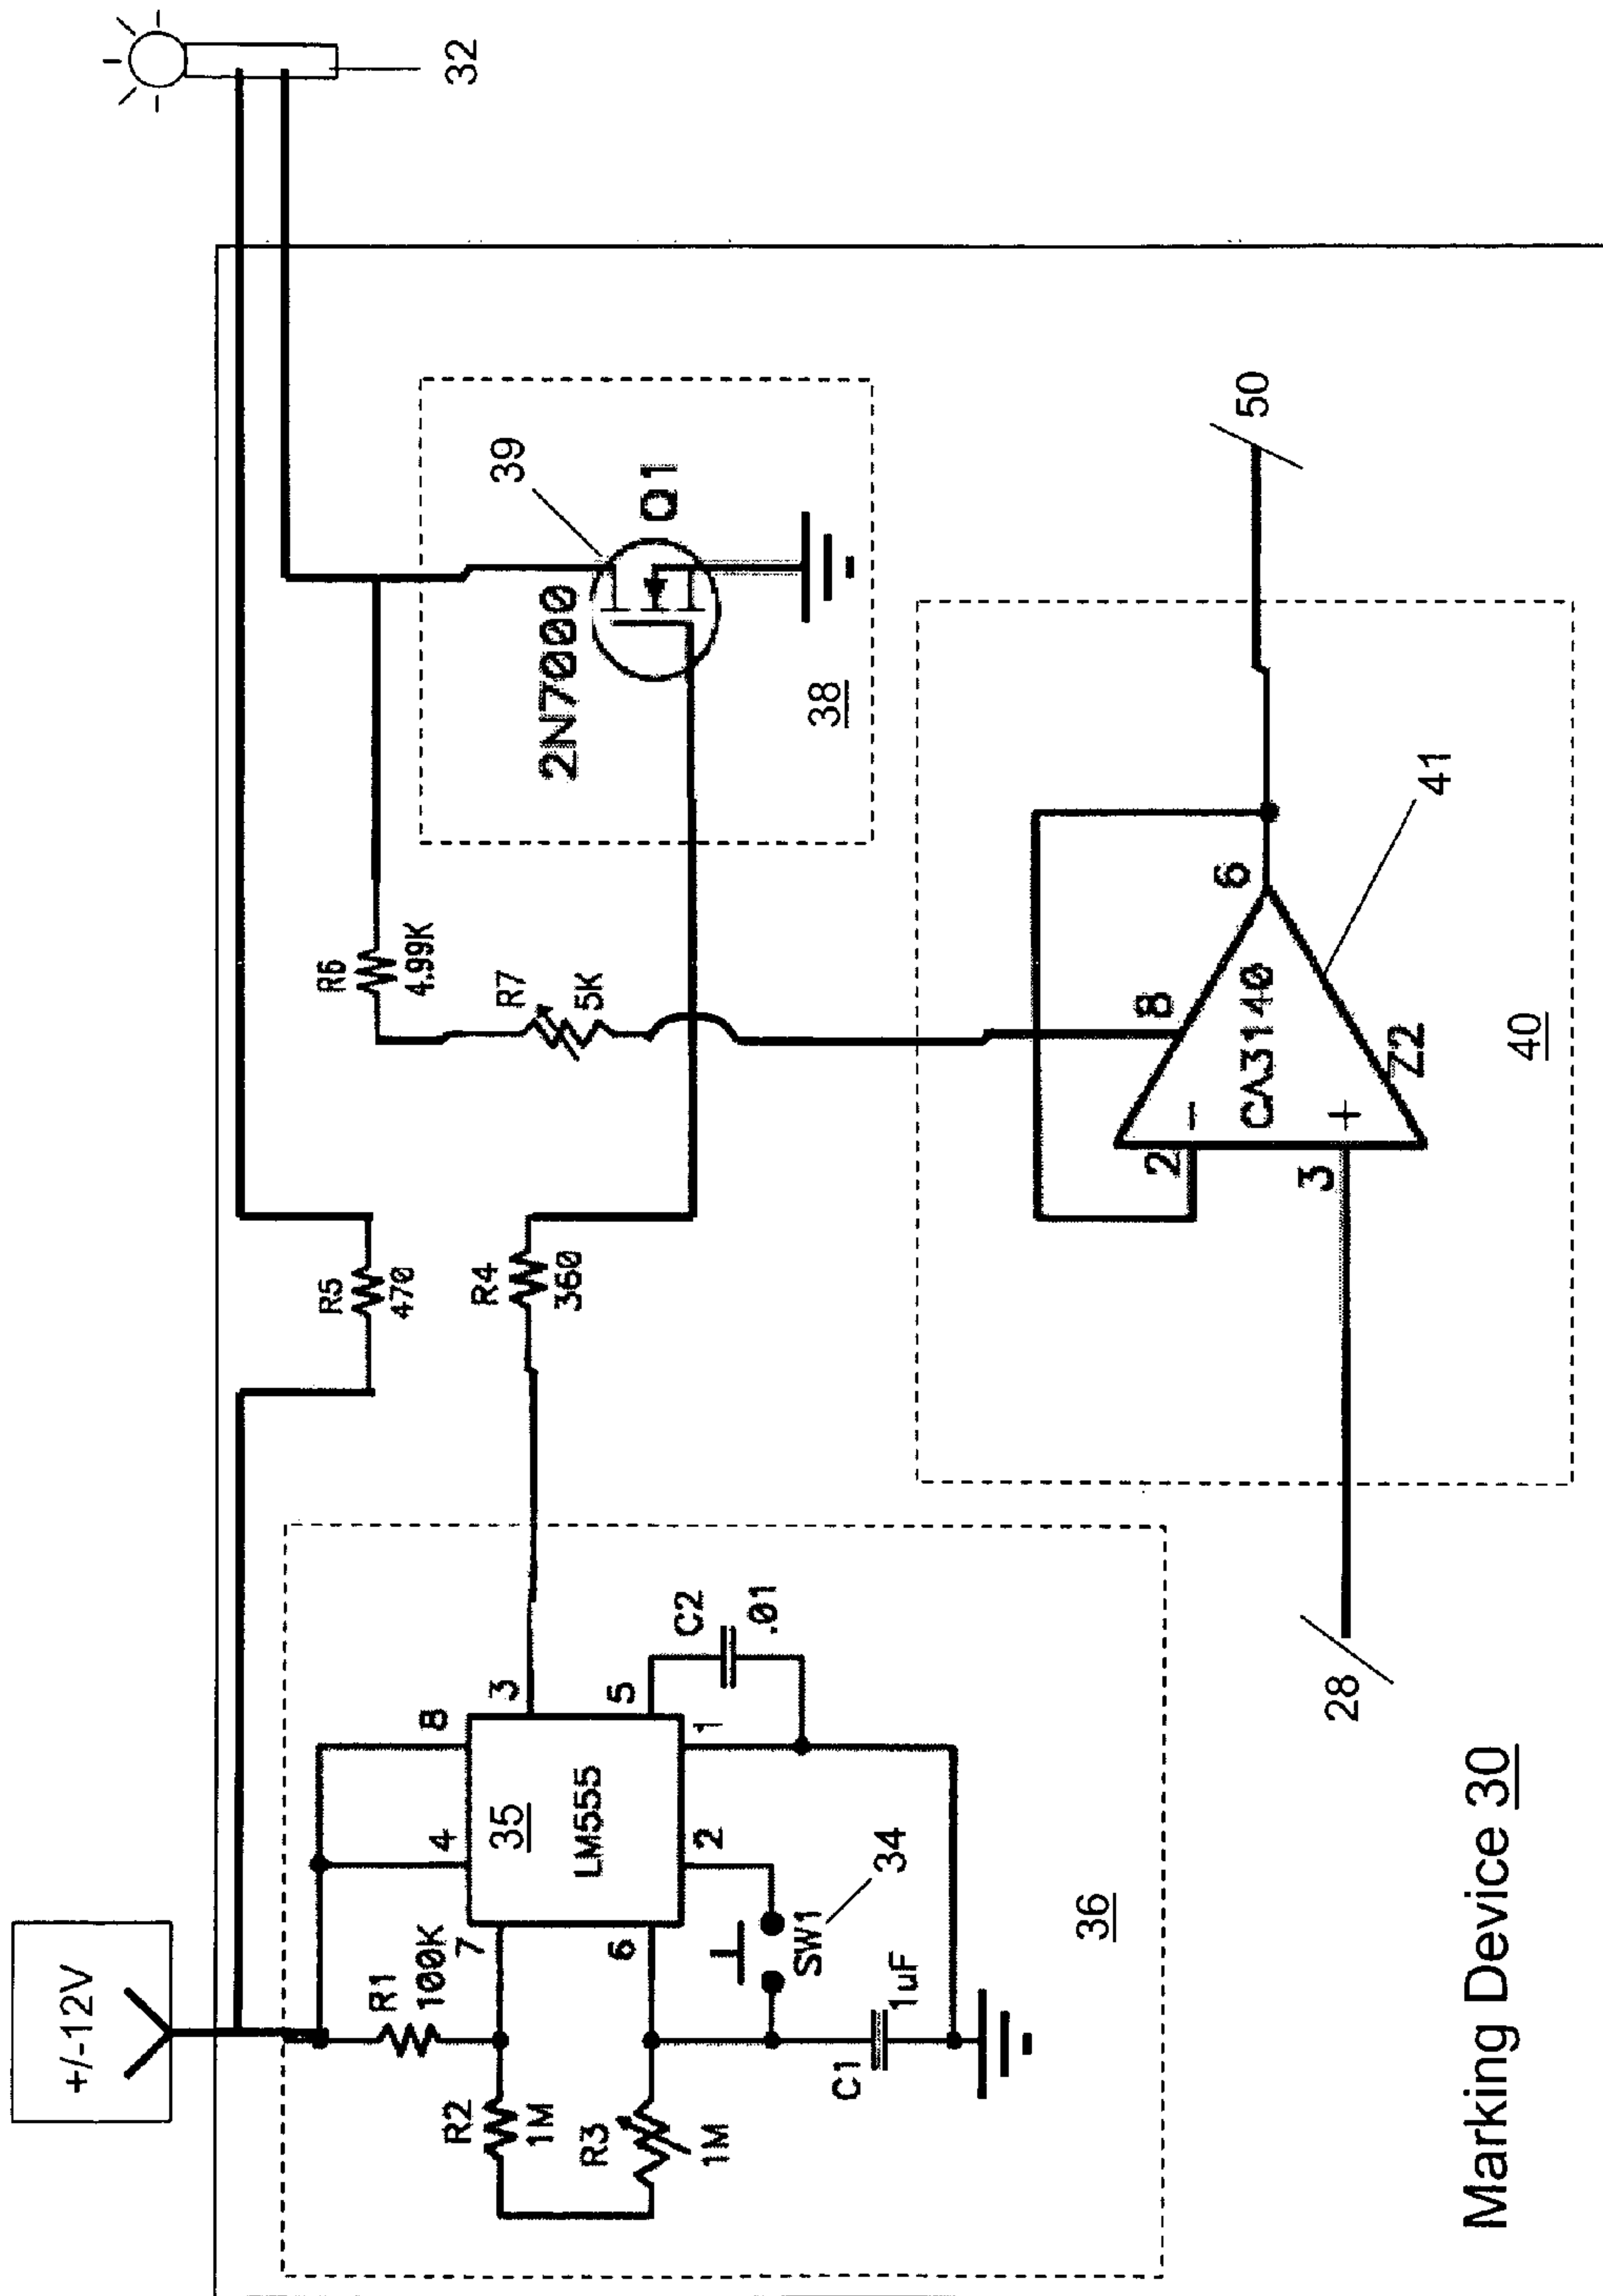 +/-12V
32
R1
100K
R2
1M
R3
1M
7
4
8
35
LM555
3
5
6
2
1
SW1
34
C1
1uF
C2
.01
36
R5
470
R4
360
R6
4.99K
R7
5K
2N7000
39
Q1
38
28
50
2
3
-
+
CA3140
8
6
Z2
41
40
Marking Device 30